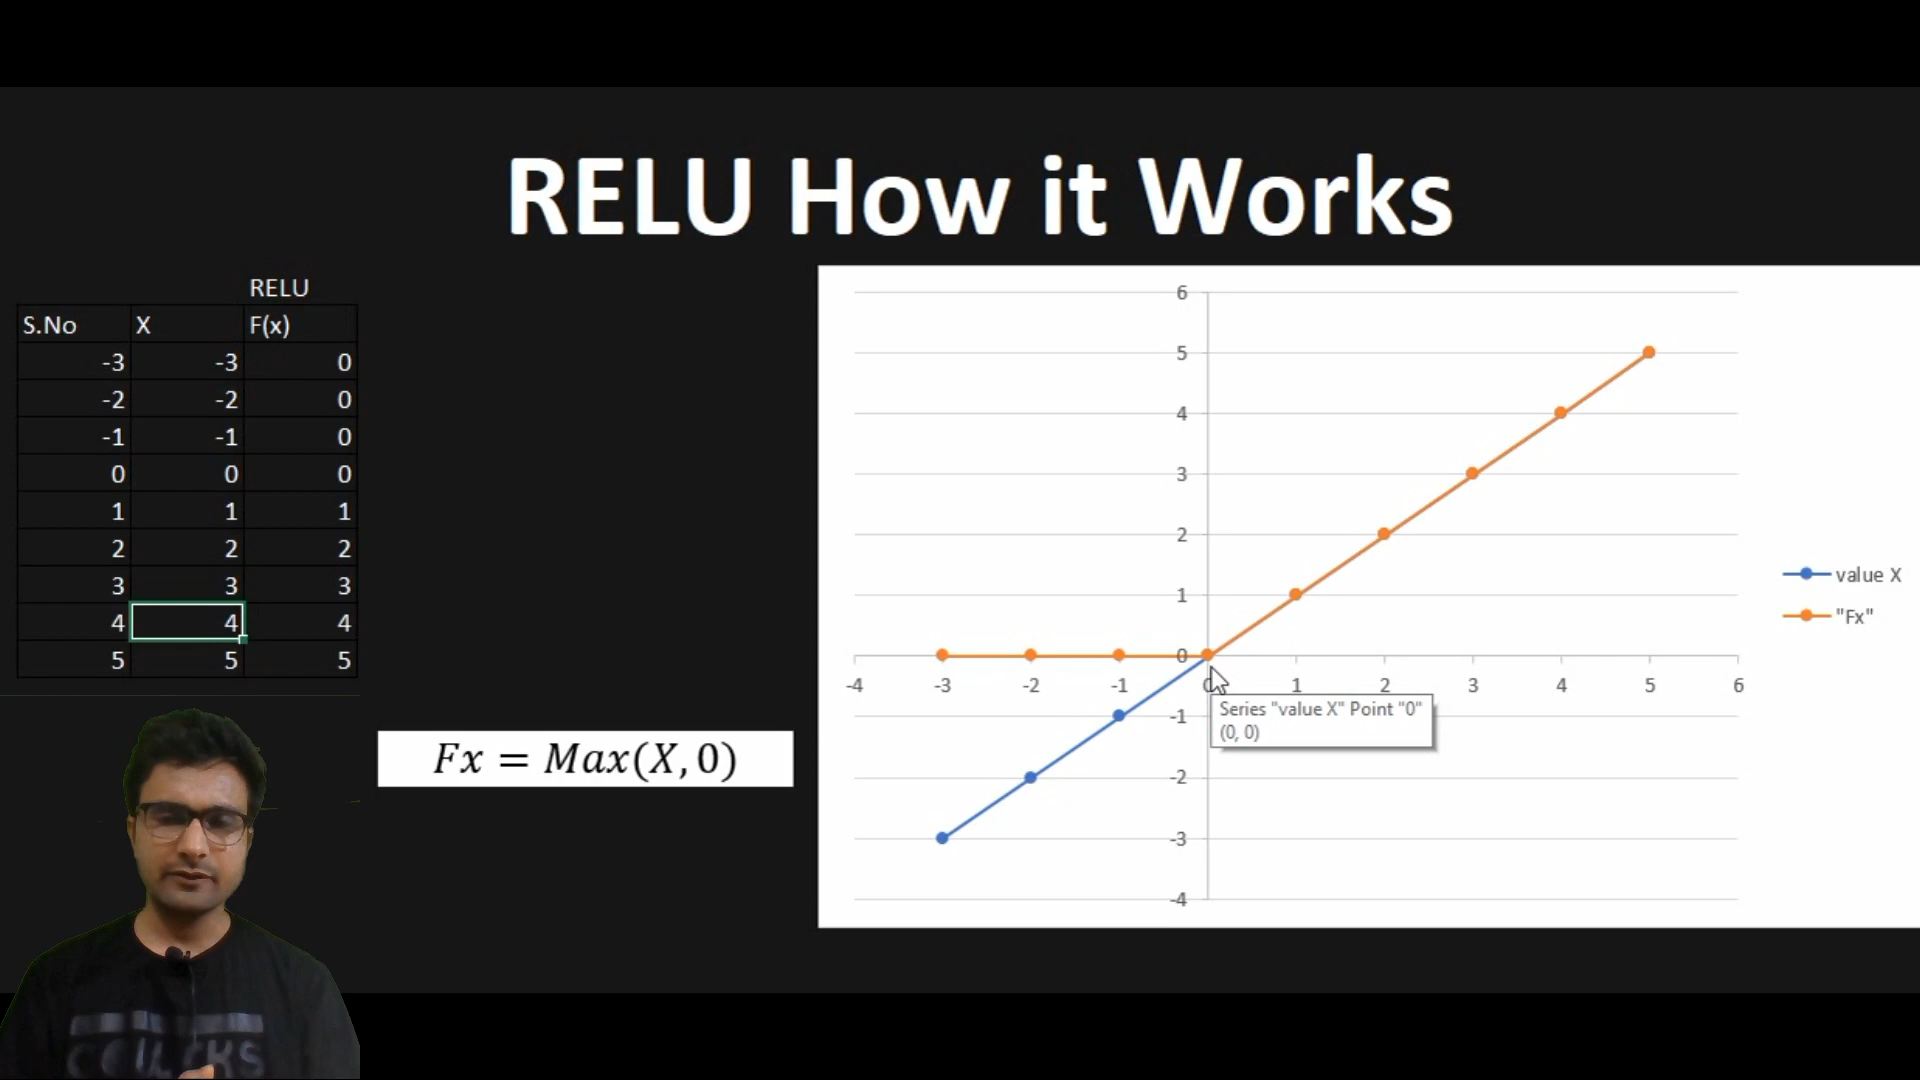 RELU How it Works
RELU
S.No X F(x)
-3 -3 0
-2 -2 0
-1 -1 0
0 0 0
1 1 1
2 2 2
3 3 3
4 4 4
5 5 5
Fx = Max(X, 0)
6
5
4
3
2
1
0
-4 -3 -2 -1 0 1 2 3 4 5 6
-1
-2
-3
-4
Series "value X" Point "0"
(0, 0)
value X
"Fx"